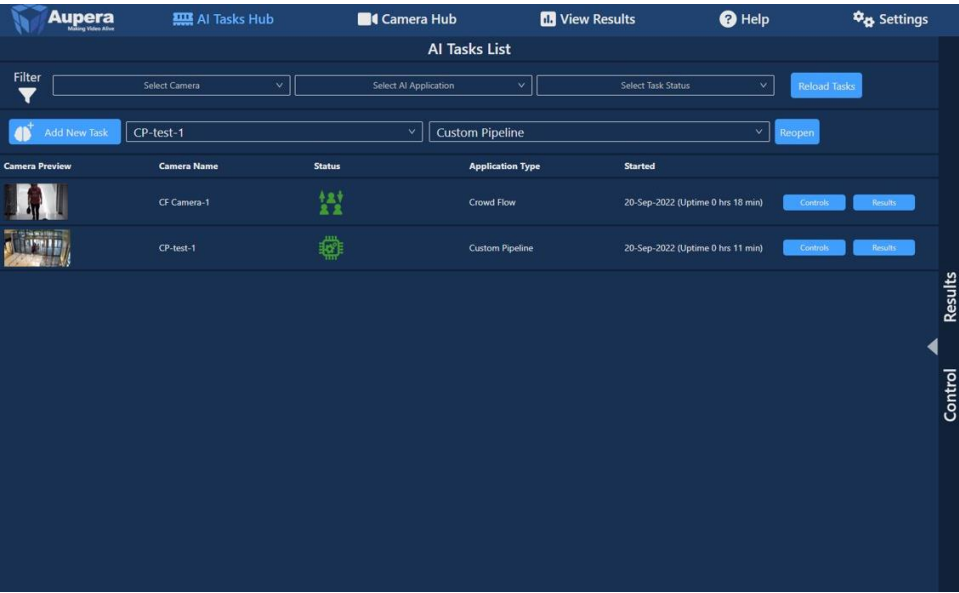 Aupera
Making Video Alive
AI Tasks Hub
Camera Hub
View Results
Help
Settings
AI Tasks List
Filter
Select Camera
Select AI Application
Select Task Status
Reload Tasks
Add New Task
CP-test-1
Custom Pipeline
Reopen
Camera Preview Camera Name Status Application Type Started
CF Camera-1 Crowd Flow 20-Sep-2022 (Uptime 0 hrs 18 min) Controls Results
CP-test-1 Custom Pipeline 20-Sep-2022 (Uptime 0 hrs 11 min) Controls Results
Results
Control